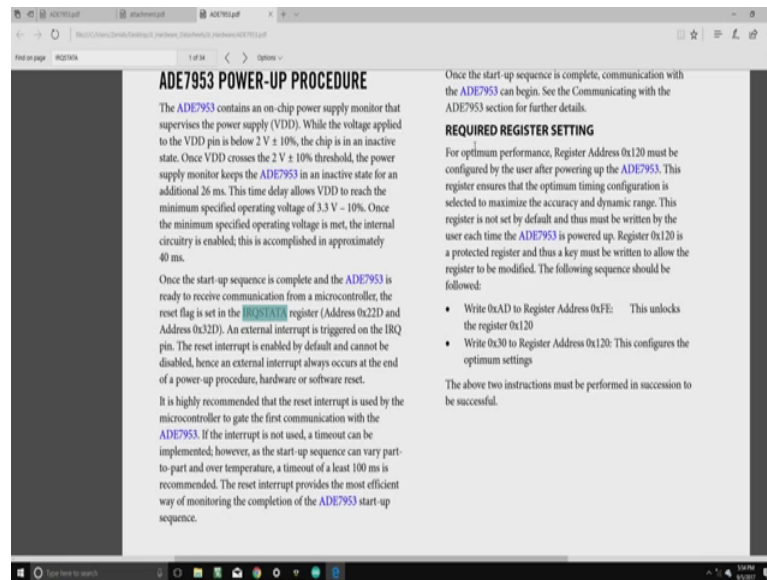 ADE7953.pdf
attachment.pdf
ADE7953.pdf
Find on page IRQSTATA
1 of 34
Options
ADE7953 POWER-UP PROCEDURE
The ADE7953 contains an on-chip power supply monitor that
supervises the power supply (VDD). While the voltage applied
to the VDD pin is below 2 V ± 10%, the chip is in an inactive
state. Once VDD crosses the 2 V ± 10% threshold, the power
supply monitor keeps the ADE7953 in an inactive state for an
additional 26 ms. This time delay allows VDD to reach the
minimum specified operating voltage of 3.3 V – 10%. Once
the minimum specified operating voltage is met, the internal
circuitry is enabled; this is accomplished in approximately
40 ms.
Once the start-up sequence is complete and the ADE7953 is
ready to receive communication from a microcontroller, the
reset flag is set in the IRQSTATA register (Address 0x22D and
Address 0x32D). An external interrupt is triggered on the IRQ
pin. The reset interrupt is enabled by default and cannot be
disabled, hence an external interrupt always occurs at the end
of a power-up procedure, hardware or software reset.
It is highly recommended that the reset interrupt is used by the
microcontroller to gate the first communication with the
ADE7953. If the interrupt is not used, a timeout can be
implemented; however, as the start-up sequence can vary part-
to-part and over temperature, a timeout of a least 100 ms is
recommended. The reset interrupt provides the most efficient
way of monitoring the completion of the ADE7953 start-up
sequence.
Once the start-up sequence is complete, communication with
the ADE7953 can begin. See the Communicating with the
ADE7953 section for further details.
REQUIRED REGISTER SETTING
For optimum performance, Register Address 0x120 must be
configured by the user after powering up the ADE7953. This
register ensures that the optimum timing configuration is
selected to maximize the accuracy and dynamic range. This
register is not set by default and thus must be written by the
user each time the ADE7953 is powered up. Register 0x120 is
a protected register and thus a key must be written to allow the
register to be modified. The following sequence should be
followed:
• Write 0xAD to Register Address 0xFE: This unlocks
the register 0x120
• Write 0x30 to Register Address 0x120: This configures the
optimum settings
The above two instructions must be performed in succession to
be successful.
Type here to search
5:54 PM